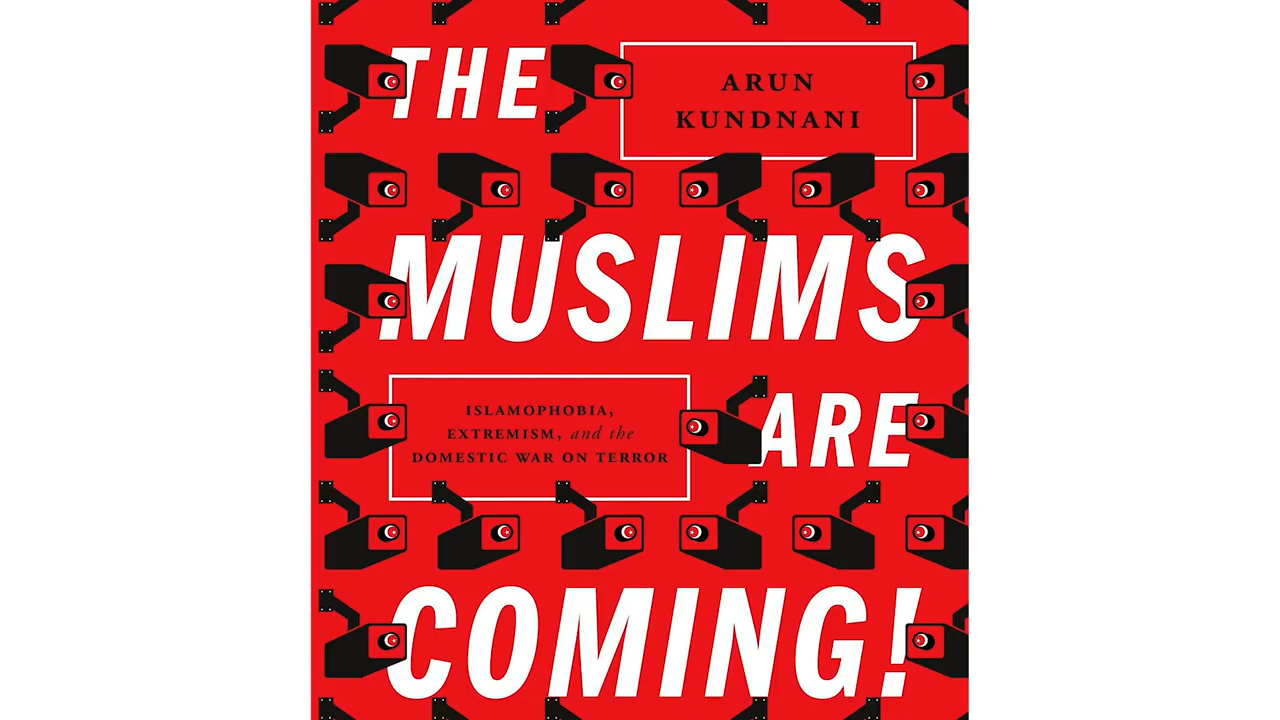 THE
ARUN
KUNDNANI
MUSLIMS
ISLAMOPHOBIA,
EXTREMISM, and the
DOMESTIC WAR ON TERROR
ARE
COMING!